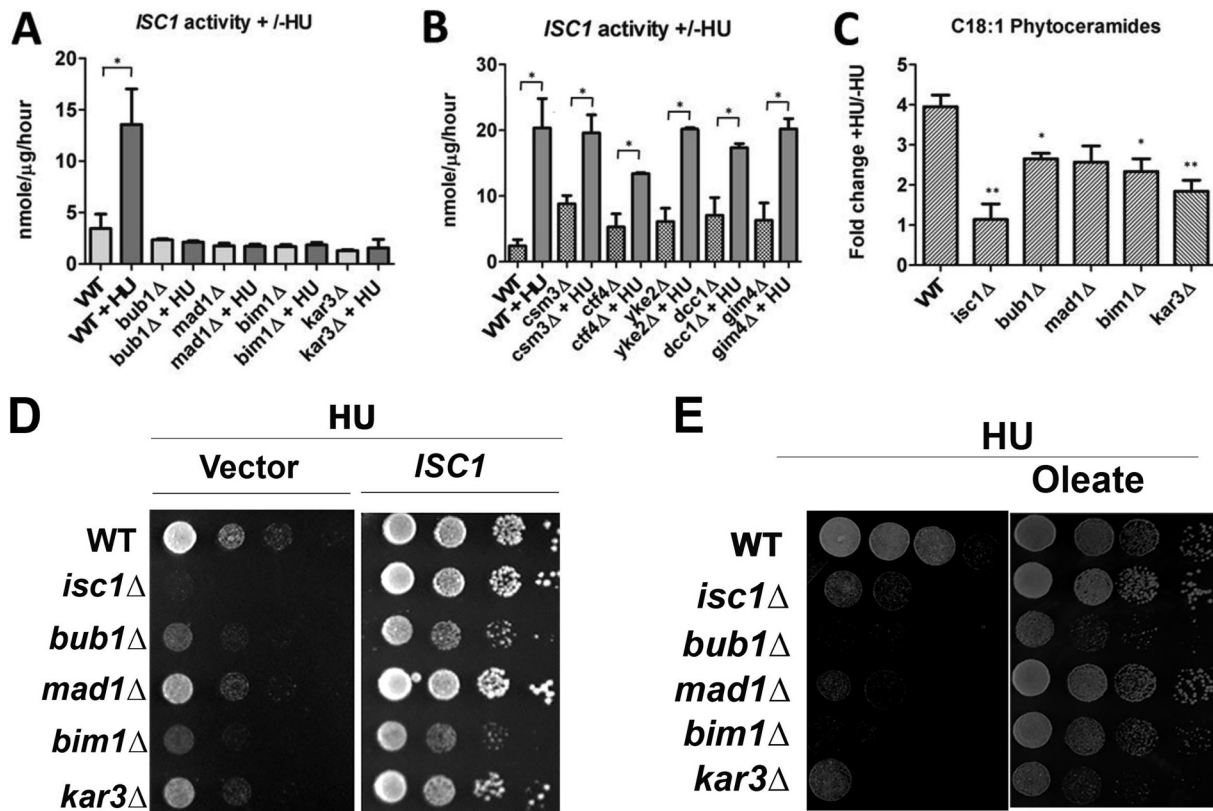 A
ISC1 activity + /-HU
nmole/µg/hour
20
15
10
5
0
*
WT
WT + HU
bub1Δ
bub1Δ + HU
mad1Δ
mad1Δ + HU
bim1Δ
bim1Δ + HU
kar3Δ
kar3Δ + HU
B
ISC1 activity +/-HU
nmole/µg/hour
30
20
10
0
*
*
*
*
*
*
WT
WT + HU
csm3Δ
csm3Δ + HU
ctf4Δ
ctf4Δ + HU
yke2Δ
yke2Δ + HU
dcc1Δ
dcc1Δ + HU
gim4Δ
gim4Δ + HU
C
C18:1 Phytoceramides
Fold change +HU/-HU
5
4
3
2
1
0
**
*
*
**
WT
isc1Δ
bub1Δ
mad1Δ
bim1Δ
kar3Δ
D
HU
Vector
ISC1
WT
isc1Δ
bub1Δ
mad1Δ
bim1Δ
kar3Δ
E
HU
Oleate
WT
isc1Δ
bub1Δ
mad1Δ
bim1Δ
kar3Δ